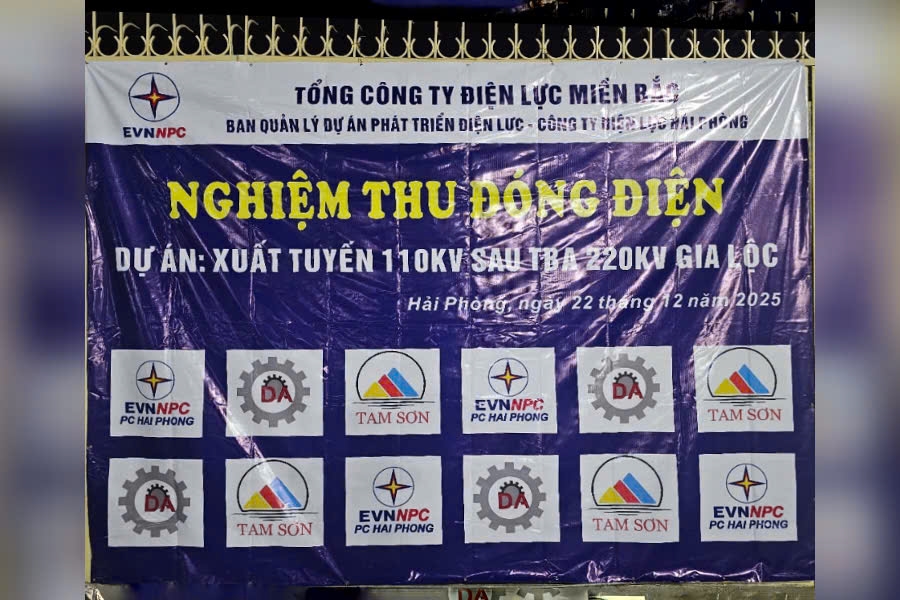 TỔNG CÔNG TY ĐIỆN LỰC MIỀN BẮC
EVNNPC
BAN QUẢN LÝ DỰ ÁN PHÁT TRIỂN ĐIỆN LỰC - CÔNG TY ĐIỆN LỰC HẢI PHÒNG
NGHIỆM THU ĐÓNG ĐIỆN
DỰ ÁN: XUẤT TUYẾN 110KV SAU TBA 220KV GIA LỘC
Hải Phòng, ngày 22 tháng 12 năm 2025
EVNNPC
PC HAI PHONG
DA
TAM SƠN
EVNNPC
PC HAI PHONG
DA
TAM SƠN
DA
TAM SƠN
EVNNPC
PC HAI PHONG
DA
TAM SƠN
EVNNPC
PC HAI PHONG
DA